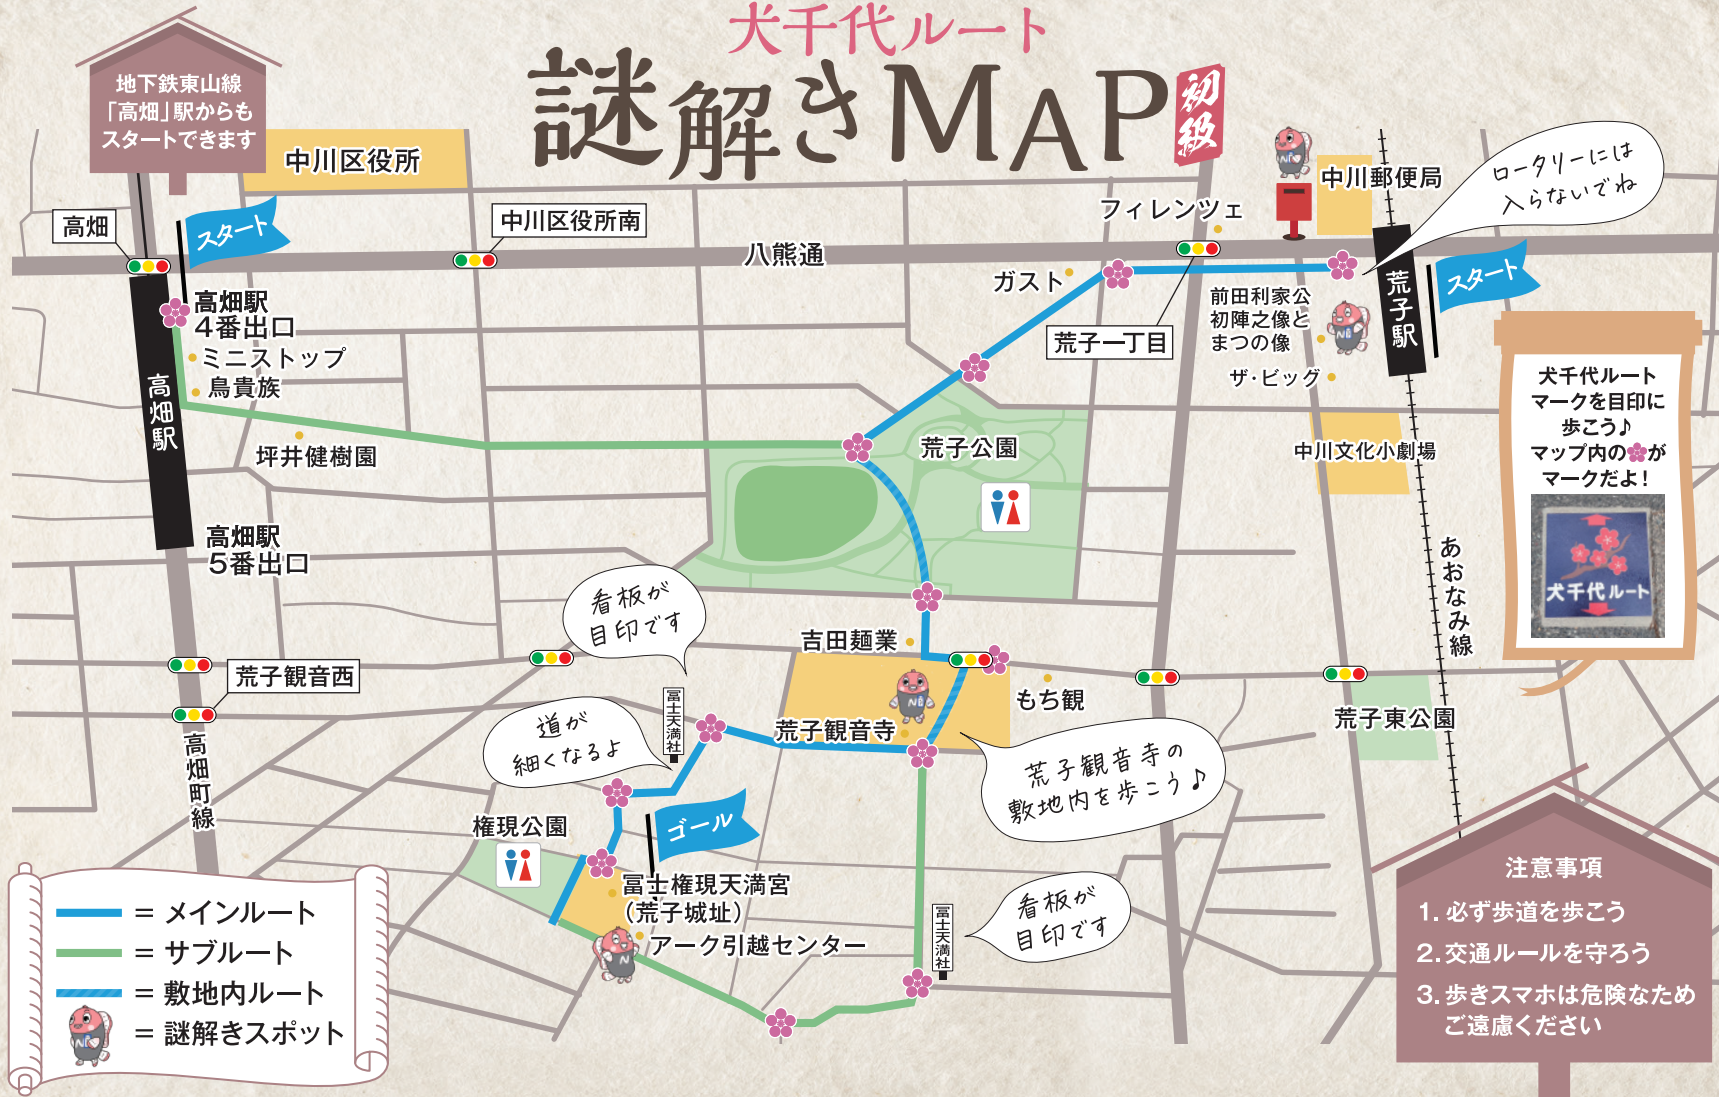 犬千代ルート
謎解きMAP
初級
地下鉄東山線
「高畑」駅からも
スタートできます
中川区役所
高畑
スタート
中川区役所南
八熊通
フィレンツェ
中川郵便局
ロータリーには
入らないでね
ガスト
荒子駅
スタート
高畑駅
4番出口
ミニストップ
鳥貴族
高畑駅
坪井健樹園
荒子一丁目
前田利家公
初陣之像と
まつの像
ザ・ビッグ
荒子公園
中川文化小劇場
犬千代ルート
マークを目印に
歩こう♪
マップ内の
が
マークだよ！
犬千代ルート
高畑駅
5番出口
あおなみ線
看板が
目印です
吉田麺業
荒子観音西
もち観
荒子観音寺
荒子東公園
冨士天満社
道が
細くなるよ
高畑町線
荒子観音寺の
敷地内を歩こう♪
ゴール
権現公園
冨士権現天満宮
（荒子城址）
アーク引越センター
冨士天満社
看板が
目印です
= メインルート
= サブルート
= 敷地内ルート
= 謎解きスポット
注意事項
1. 必ず歩道を歩こう
2. 交通ルールを守ろう
3. 歩きスマホは危険なため
ご遠慮ください